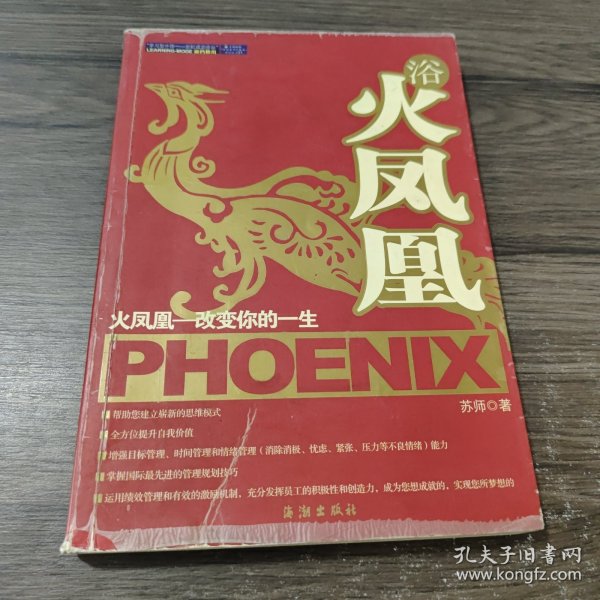 LEARNING-MODE
浴
火凤凰
火凤凰—改变你的一生
PHOENIX
苏师◎著
帮助您建立崭新的思维模式
全方位提升自我价值
增强目标管理、时间管理和情绪管理（消除消极、忧虑、紧张、压力等不良情绪）能力
掌握国际最先进的管理规划技巧
运用绩效管理和有效的激励机制，充分发挥员工的积极性和创造力，成为您想成就的，实现您所梦想的
海潮出版社
孔夫子旧书网
www.kongfz.com